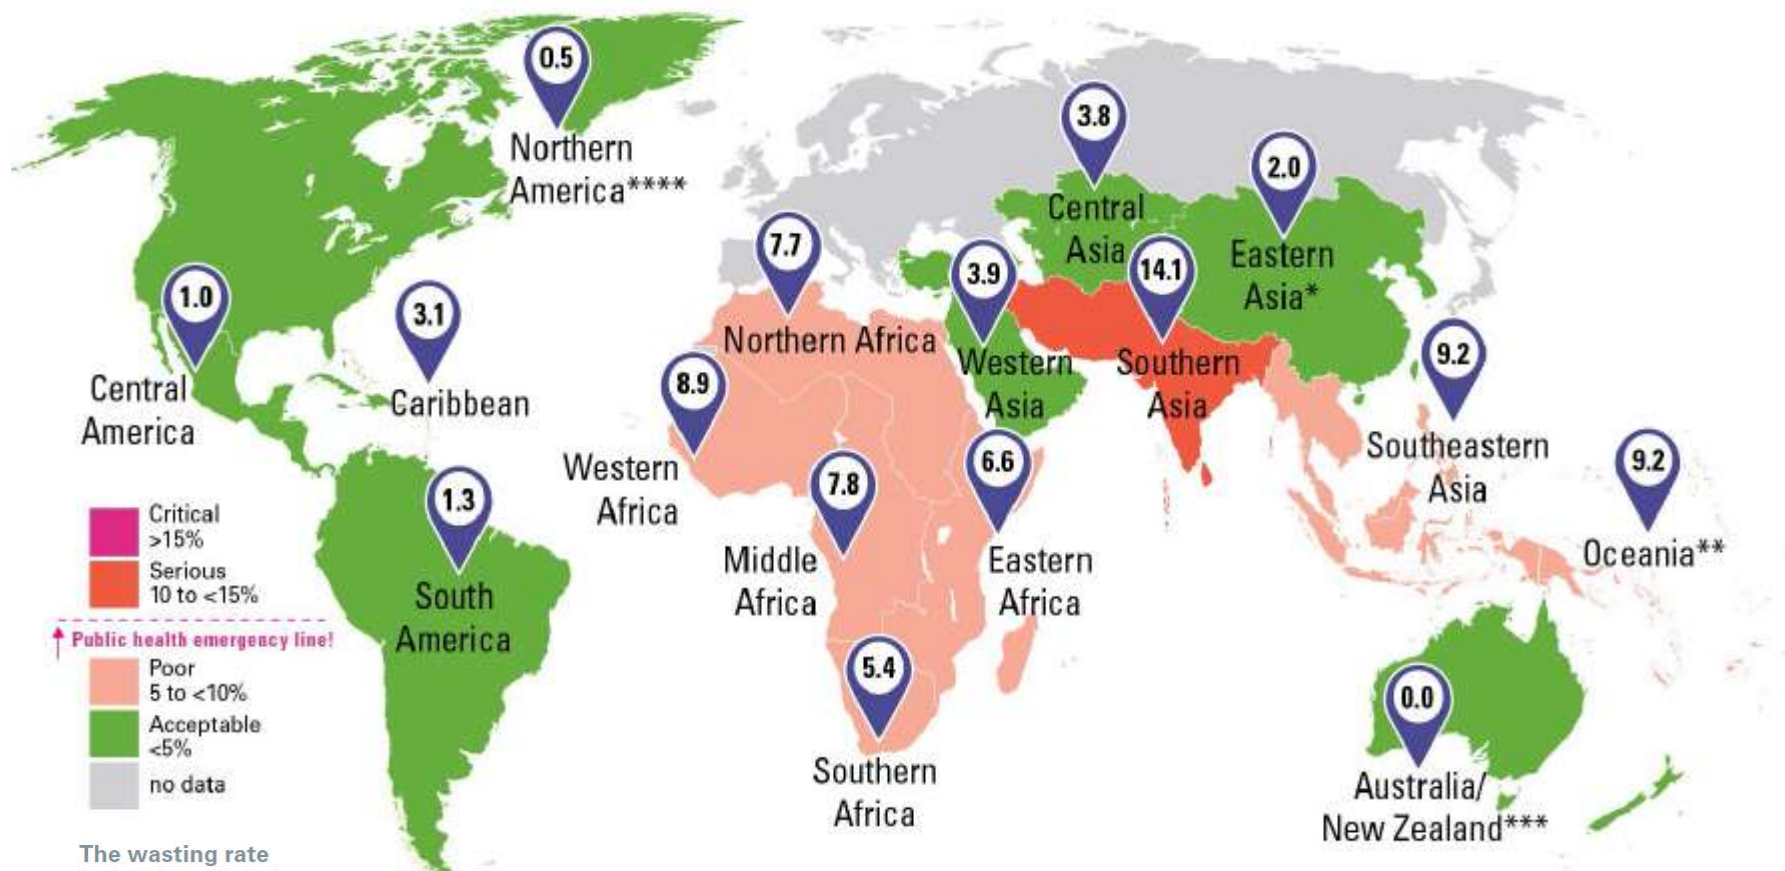 0.5
Northern
America****
3.8
Central
Asia
2.0
Eastern
Asia*
7.7
Northern Africa
3.9
Western
Asia
14.1
Southern
Asia
1.0
Central
America
3.1
Caribbean
8.9
Western
Africa
9.2
Southeastern
Asia
9.2
Oceania**
1.3
South
America
7.8
Middle
Africa
6.6
Eastern
Africa
5.4
Southern
Africa
0.0
Australia/
New Zealand***
Critical
>15%
Serious
10 to <15%
Public health emergency line!
Poor
5 to <10%
Acceptable
<5%
no data
The wasting rate